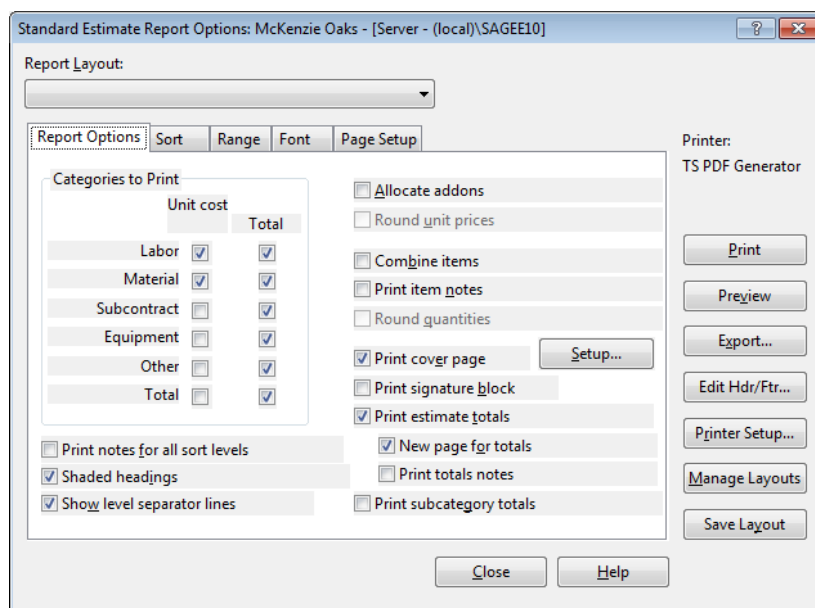 Standard Estimate Report Options: McKenzie Oaks - [Server - (local)\SAGEE10]
Report Layout:
Report Options Sort Range Font Page Setup
Printer:
TS PDF Generator
Categories to Print
Unit cost
Total
Labor
Material
Subcontract
Equipment
Other
Total
Print notes for all sort levels
Shaded headings
Show level separator lines
Allocate addons
Round unit prices
Combine items
Print item notes
Round quantities
Print cover page
Setup...
Print signature block
Print estimate totals
New page for totals
Print totals notes
Print subcategory totals
Print
Preview
Export...
Edit Hdr/Ftr...
Printer Setup...
Manage Layouts
Save Layout
Close
Help